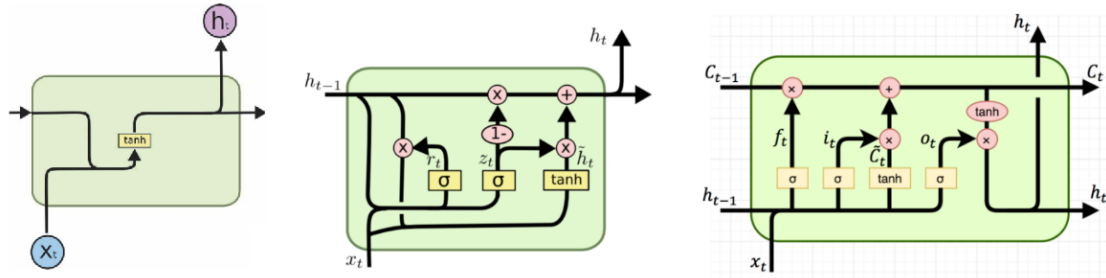 h_t
tanh
X_t
h_t
h_{t-1}
x x +
1-
x r_t z_t x h̃_t
σ σ tanh
x_t
h_t
C_{t-1} × + C_t
tanh
f_t i_t × C̃_t o_t ×
σ σ tanh σ
h_{t-1} h_t
x_t